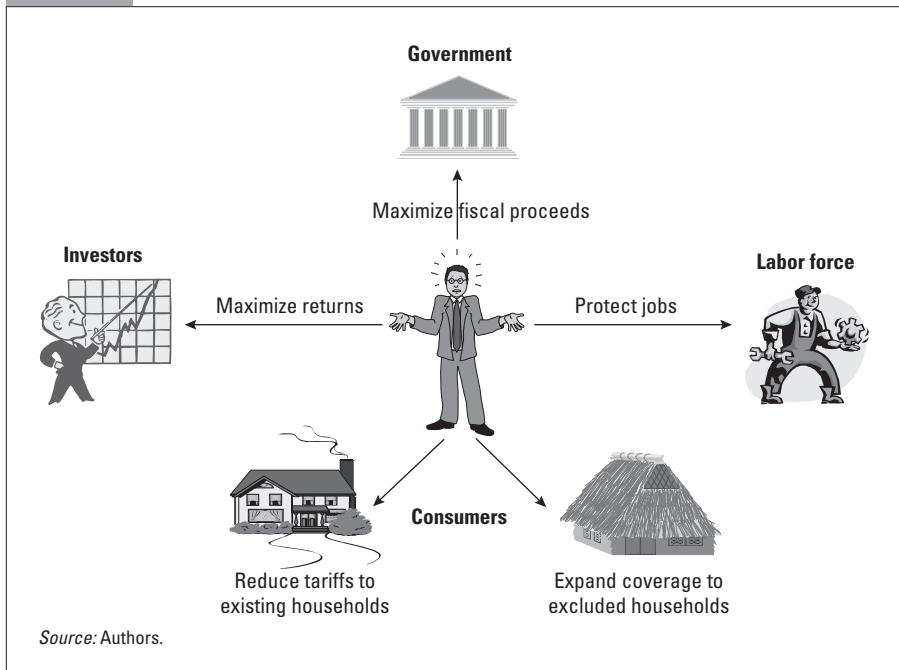 Government
Maximize fiscal proceeds
Investors
Maximize returns
Protect jobs
Labor force
Consumers
Reduce tariffs to
existing households
Expand coverage to
excluded households
Source: Authors.